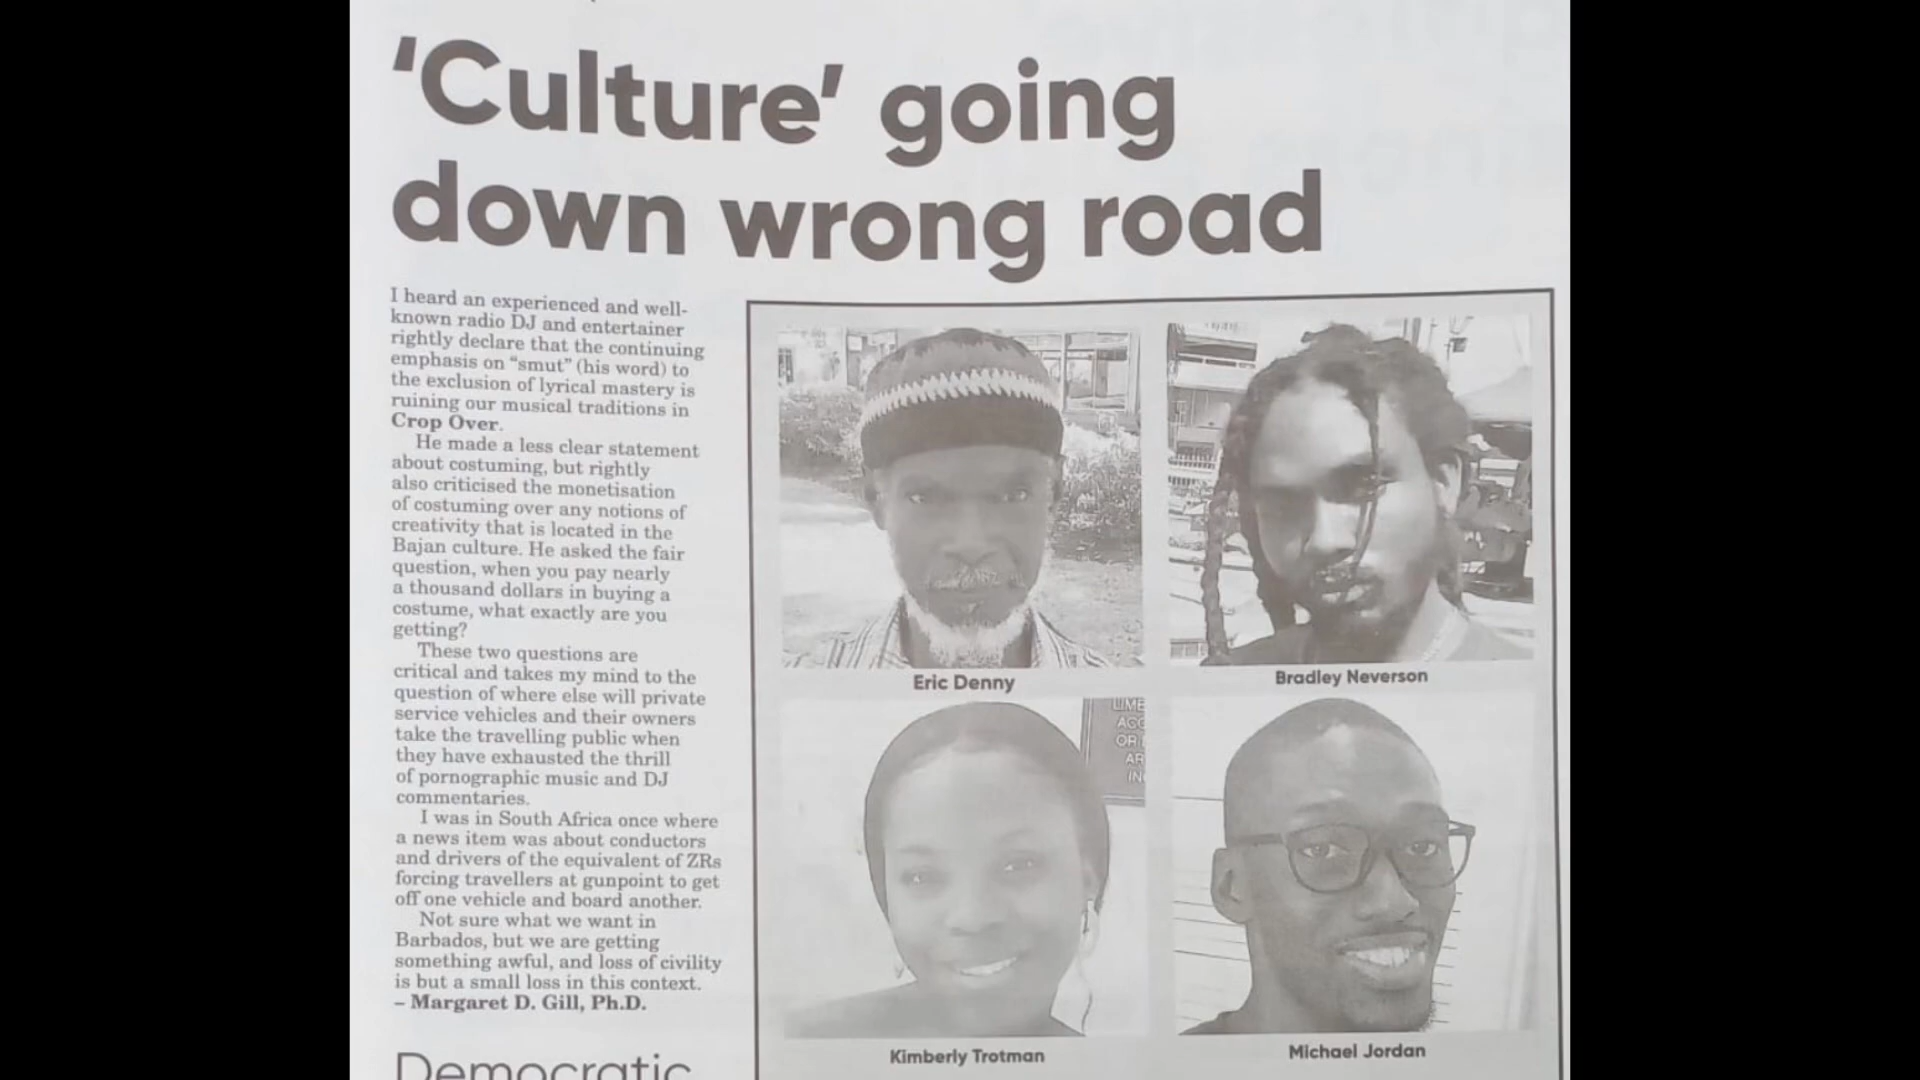 'Culture' going
down wrong road
I heard an experienced and well-
known radio DJ and entertainer
rightly declare that the continuing
emphasis on "smut" (his word) to
the exclusion of lyrical mastery is
ruining our musical traditions in
Crop Over.
He made a less clear statement
about costuming, but rightly
also criticised the monetisation
of costuming over any notions of
creativity that is located in the
Bajan culture. He asked the fair
question, when you pay nearly
a thousand dollars in buying a
costume, what exactly are you
getting?
These two questions are
critical and takes my mind to the
question of where else will private
service vehicles and their owners
take the travelling public when
they have exhausted the thrill
of pornographic music and DJ
commentaries.
I was in South Africa once where
a news item was about conductors
and drivers of the equivalent of ZRs
forcing travellers at gunpoint to get
off one vehicle and board another.
Not sure what we want in
Barbados, but we are getting
something awful, and loss of civility
is but a small loss in this context.
– Margaret D. Gill, Ph.D.
Democratic
Eric Denny
Bradley Neverson
LIME
ACC
OR
AR
IN
Kimberly Trotman
Michael Jordan